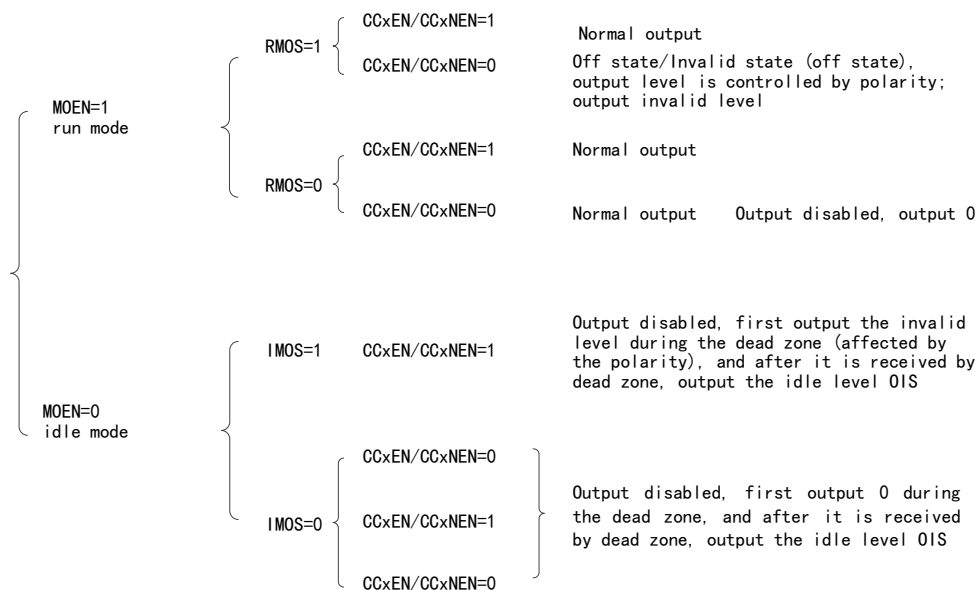 CCxEN/CCxNEN=1
Normal output
RMOS=1
CCxEN/CCxNEN=0
Off state/Invalid state (off state),
output level is controlled by polarity;
output invalid level
MOEN=1
run mode
CCxEN/CCxNEN=1
Normal output
RMOS=0
CCxEN/CCxNEN=0
Normal output Output disabled, output 0
Output disabled, first output the invalid
level during the dead zone (affected by
the polarity), and after it is received by
dead zone, output the idle level OIS
IMOS=1
CCxEN/CCxNEN=1
MOEN=0
idle mode
CCxEN/CCxNEN=0
IMOS=0
CCxEN/CCxNEN=1
Output disabled, first output 0 during
the dead zone, and after it is received
by dead zone, output the idle level OIS
CCxEN/CCxNEN=0